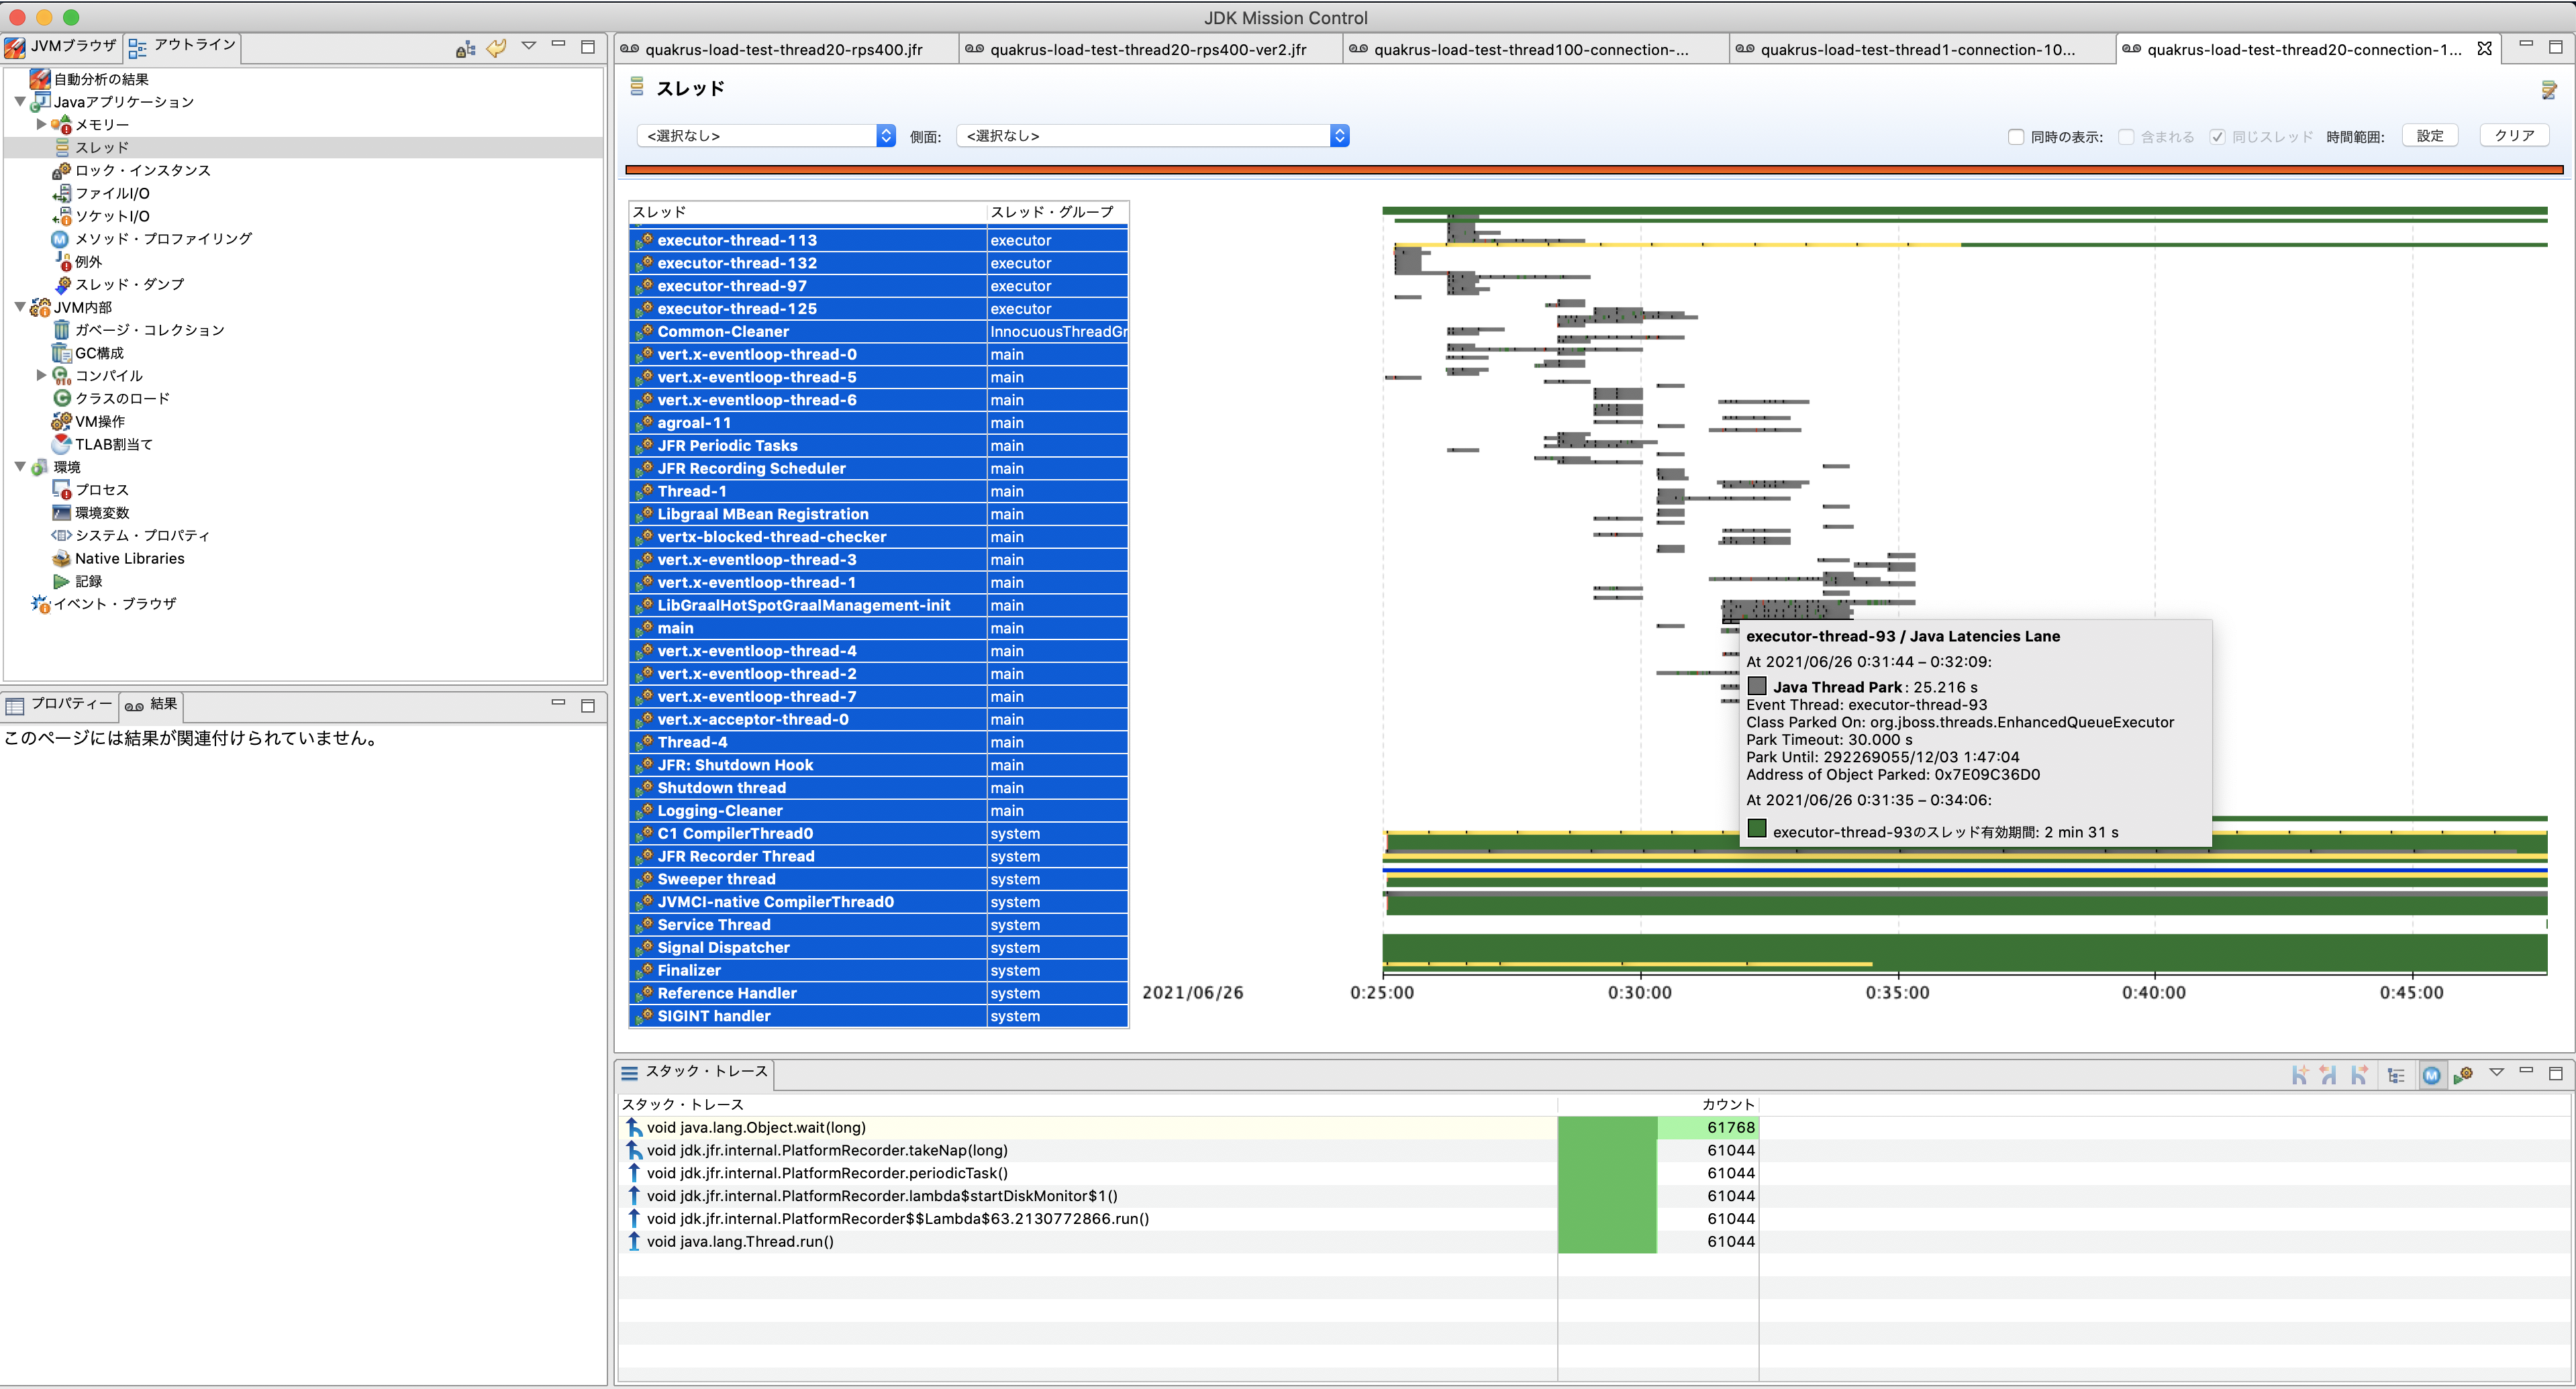 JDK Mission Control
JVMブラウザ
アウトライン
自動分析の結果
Javaアプリケーション
メモリー
スレッド
ロック・インスタンス
ファイルI/O
ソケットI/O
メソッド・プロファイリング
例外
スレッド・ダンプ
JVM内部
ガベージ・コレクション
GC構成
コンパイル
クラスのロード
VM操作
TLAB割当て
環境
プロセス
環境変数
システム・プロパティ
Native Libraries
記録
イベント・ブラウザ
プロパティー
結果
このページには結果が関連付けられていません。
quakrus-load-test-thread20-rps400.jfr
quakrus-load-test-thread20-rps400-ver2.jfr
quakrus-load-test-thread100-connection-...
quakrus-load-test-thread1-connection-10...
quakrus-load-test-thread20-connection-1...
スレッド
<選択なし> 側面: <選択なし>
同時の表示: 含まれる 同じスレッド 時間範囲: 設定 クリア
スレッド スレッド・グループ
executor-thread-113 executor
executor-thread-132 executor
executor-thread-97 executor
executor-thread-125 executor
Common-Cleaner InnocuousThreadGr
vert.x-eventloop-thread-0 main
vert.x-eventloop-thread-5 main
vert.x-eventloop-thread-6 main
agroal-11 main
JFR Periodic Tasks main
JFR Recording Scheduler main
Thread-1 main
Libgraal MBean Registration main
vertx-blocked-thread-checker main
vert.x-eventloop-thread-3 main
vert.x-eventloop-thread-1 main
LibGraalHotSpotGraalManagement-init main
main main
vert.x-eventloop-thread-4 main
vert.x-eventloop-thread-2 main
vert.x-eventloop-thread-7 main
vert.x-acceptor-thread-0 main
Thread-4 main
JFR: Shutdown Hook main
Shutdown thread main
Logging-Cleaner main
C1 CompilerThread0 system
JFR Recorder Thread system
Sweeper thread system
JVMCI-native CompilerThread0 system
Service Thread system
Signal Dispatcher system
Finalizer system
Reference Handler system
SIGINT handler system
executor-thread-93 / Java Latencies Lane
At 2021/06/26 0:31:44 – 0:32:09:
Java Thread Park: 25.216 s
Event Thread: executor-thread-93
Class Parked On: org.jboss.threads.EnhancedQueueExecutor
Park Timeout: 30.000 s
Park Until: 292269055/12/03 1:47:04
Address of Object Parked: 0x7E09C36D0
At 2021/06/26 0:31:35 – 0:34:06:
executor-thread-93のスレッド有効期間: 2 min 31 s
2021/06/26 0:25:00 0:30:00 0:35:00 0:40:00 0:45:00
スタック・トレース
スタック・トレース カウント
void java.lang.Object.wait(long) 61768
void jdk.jfr.internal.PlatformRecorder.takeNap(long) 61044
void jdk.jfr.internal.PlatformRecorder.periodicTask() 61044
void jdk.jfr.internal.PlatformRecorder.lambda$startDiskMonitor$1() 61044
void jdk.jfr.internal.PlatformRecorder$$Lambda$63.2130772866.run() 61044
void java.lang.Thread.run() 61044